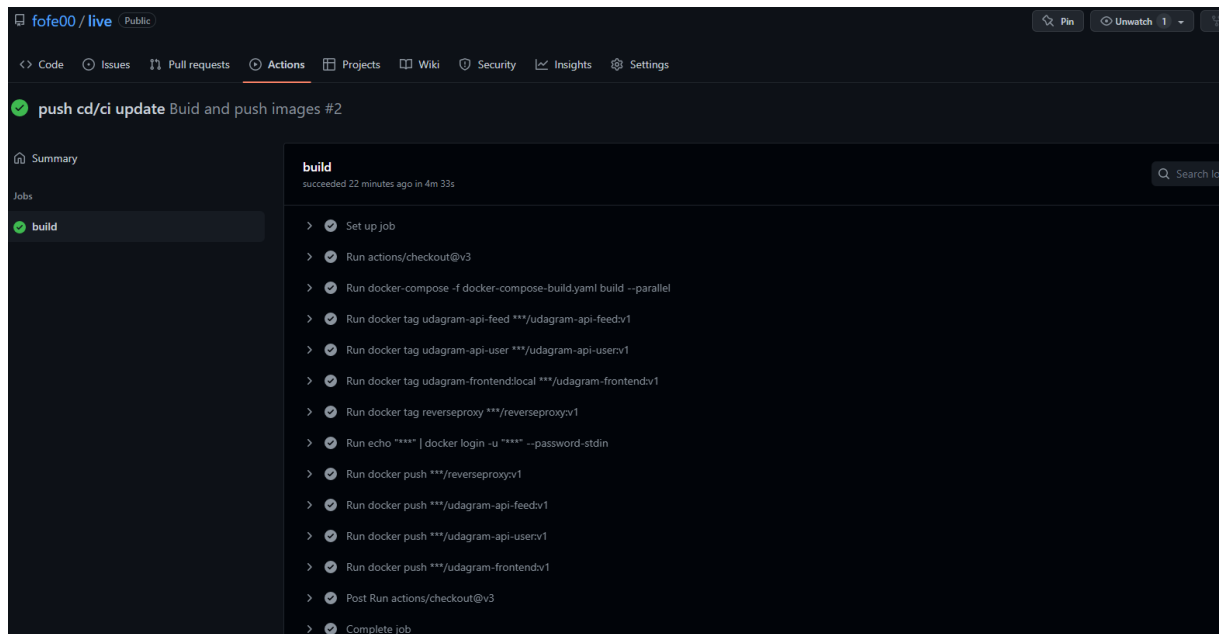 fofe00 / live Public
Pin
Unwatch 1
Code Issues Pull requests Actions Projects Wiki Security Insights Settings
push cd/ci update Buid and push images #2
Summary
Jobs
build
build
succeeded 22 minutes ago in 4m 33s
Search lo
Set up job
Run actions/checkout@v3
Run docker-compose -f docker-compose-build.yaml build --parallel
Run docker tag udagram-api-feed ***/udagram-api-feed:v1
Run docker tag udagram-api-user ***/udagram-api-user:v1
Run docker tag udagram-frontend:local ***/udagram-frontend:v1
Run docker tag reverseproxy ***/reverseproxy:v1
Run echo "***" | docker login -u "***" --password-stdin
Run docker push ***/reverseproxy:v1
Run docker push ***/udagram-api-feed:v1
Run docker push ***/udagram-api-user:v1
Run docker push ***/udagram-frontend:v1
Post Run actions/checkout@v3
Complete job